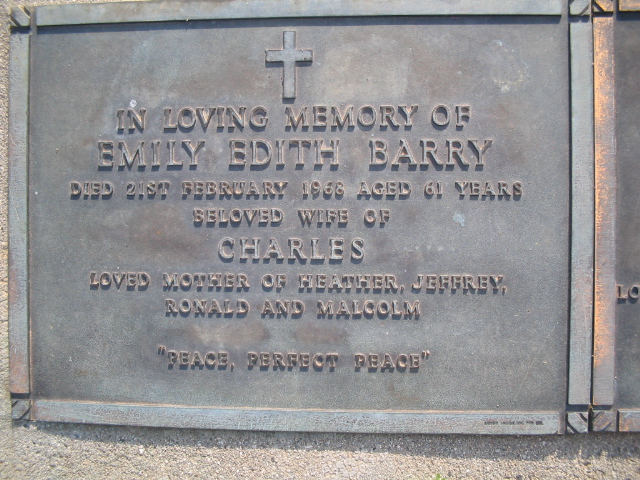 IN LOVING MEMORY OF
EMILY EDITH BARRY
DIED 21ST FEBRUARY 1968 AGED 61 YEARS
BELOVED WIFE OF
CHARLES
LOVED MOTHER OF HEATHER, JEFFREY,
RONALD AND MALCOLM
"PEACE, PERFECT PEACE"
LO